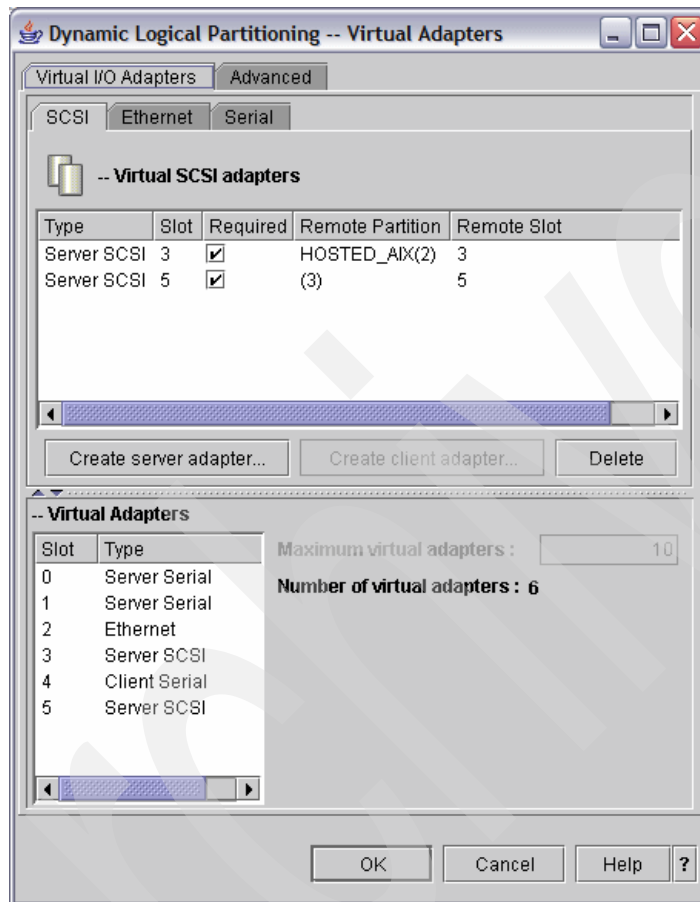 Dynamic Logical Partitioning -- Virtual Adapters
Virtual I/O Adapters Advanced
SCSI Ethernet Serial
-- Virtual SCSI adapters
Type Slot Required Remote Partition Remote Slot
Server SCSI 3 HOSTED_AIX(2) 3
Server SCSI 5 (3) 5
Create server adapter... Create client adapter... Delete
-- Virtual Adapters
Slot Type
Maximum virtual adapters : 10
Number of virtual adapters : 6
0 Server Serial
1 Server Serial
2 Ethernet
3 Server SCSI
4 Client Serial
5 Server SCSI
OK Cancel Help ?